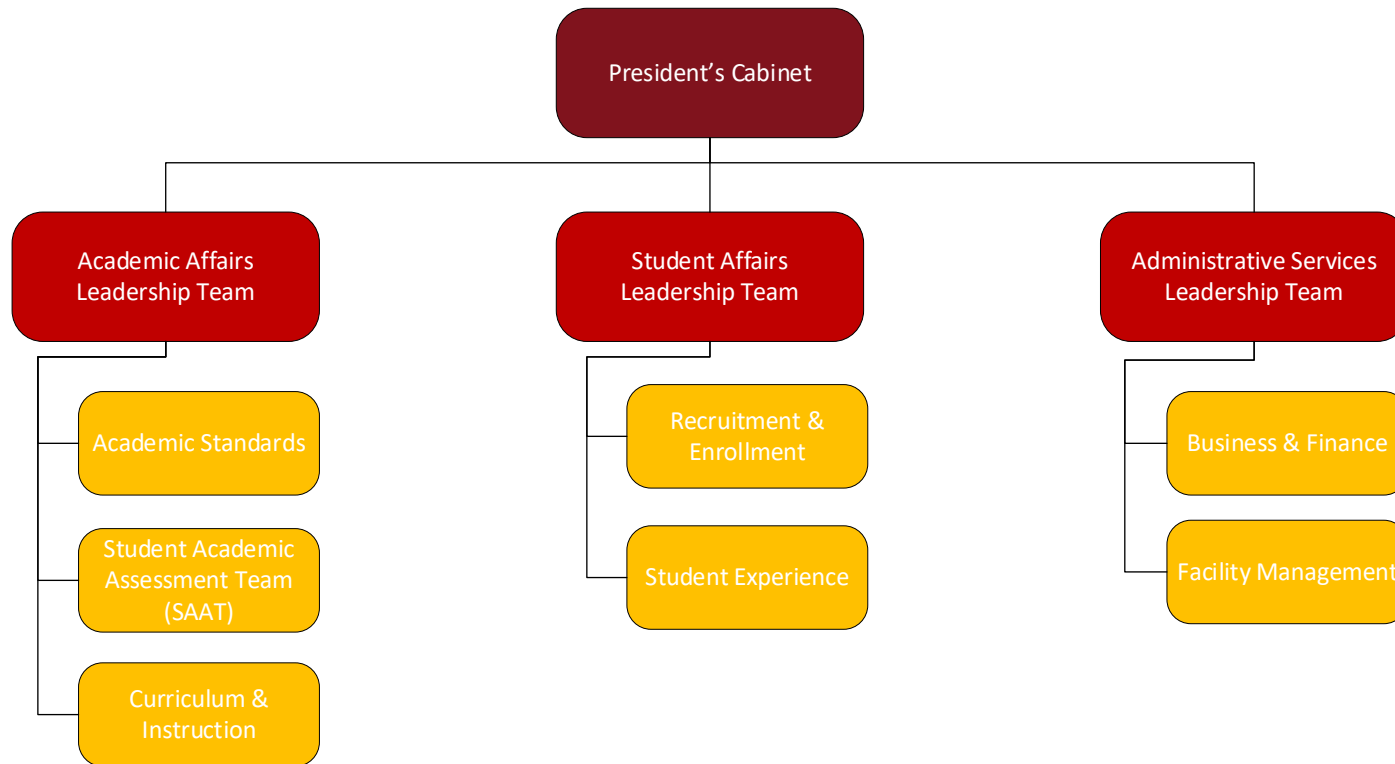 President’s Cabinet
Academic Affairs
Leadership Team
Student Affairs
Leadership Team
Administrative Services
Leadership Team
Academic Standards
Student Academic
Assessment Team
(SAAT)
Curriculum &
Instruction
Recruitment &
Enrollment
Student Experience
Business & Finance
Facility Management